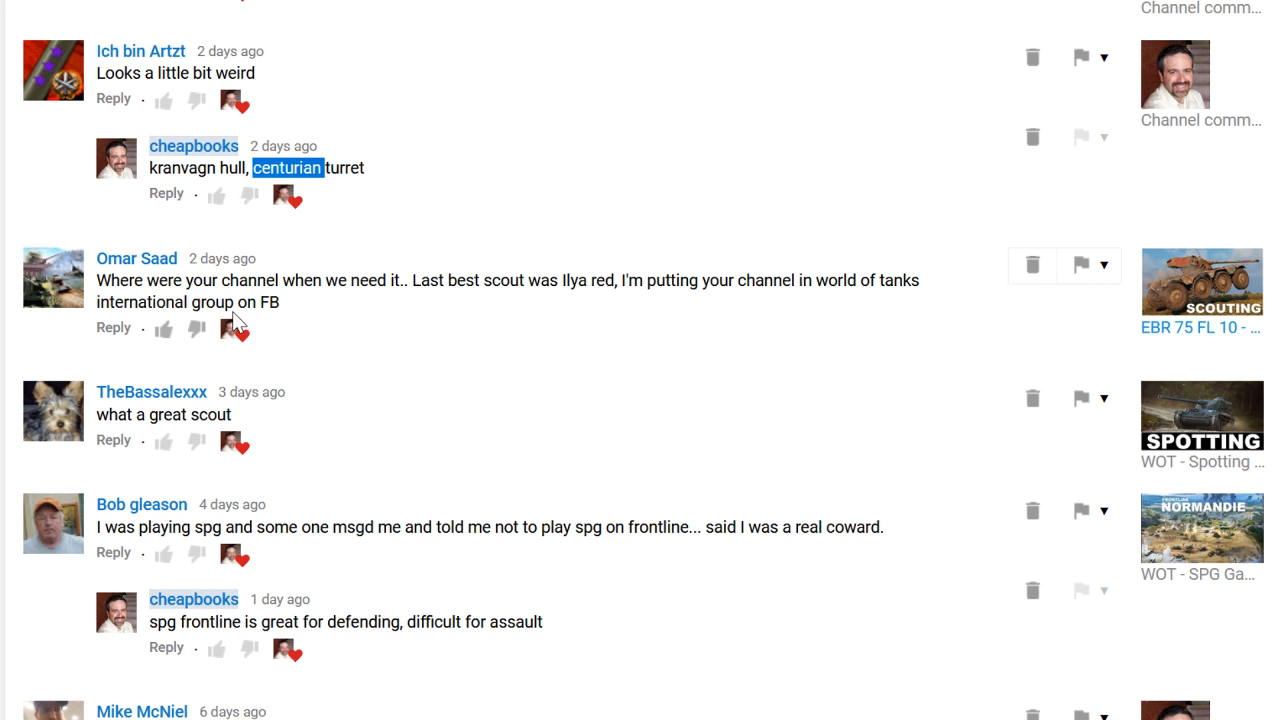 Channel comm...
Ich bin Artzt 2 days ago
Looks a little bit weird
Reply
Channel comm...
cheapbooks 2 days ago
kranvagn hull, centurian turret
Reply
Omar Saad 2 days ago
Where were your channel when we need it.. Last best scout was Ilya red, I'm putting your channel in world of tanks
international group on FB
Reply
SCOUTING
EBR 75 FL 10 - ...
TheBassalexxx 3 days ago
what a great scout
Reply
SPOTTING
WOT - Spotting ...
Bob gleason 4 days ago
I was playing spg and some one msgd me and told me not to play spg on frontline... said I was a real coward.
Reply
FRONTLINE
NORMANDIE
WOT - SPG Ga...
cheapbooks 1 day ago
spg frontline is great for defending, difficult for assault
Reply
Mike McNiel 6 days ago